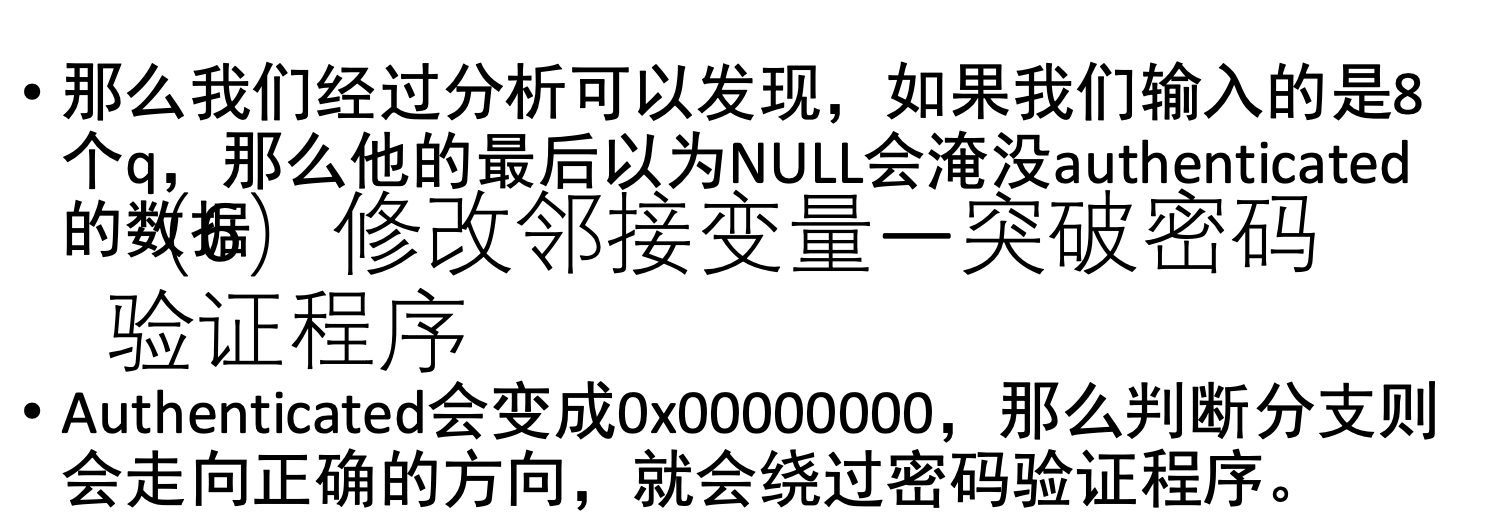 • 那么我们经过分析可以发现，如果我们输入的是8
个q，那么他的最后以为NULL会淹没authenticated
的数据
（6） 修改邻接变量—突破密码
验证程序
• Authenticated会变成0x00000000，那么判断分支则
会走向正确的方向，就会绕过密码验证程序。